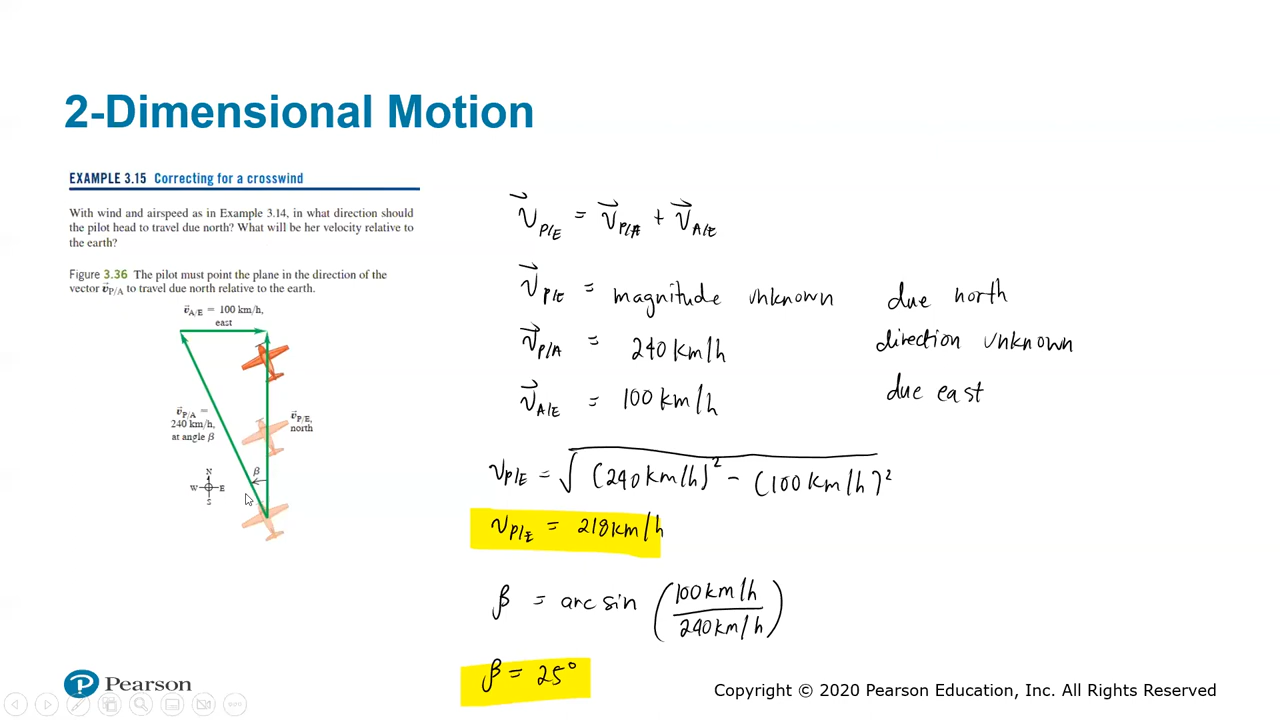 2-Dimensional Motion
EXAMPLE 3.15 Correcting for a crosswind
With wind and airspeed as in Example 3.14, in what direction should
the pilot head to travel due north? What will be her velocity relative to
the earth?
Figure 3.36 The pilot must point the plane in the direction of the
vector v⃗P/A to travel due north relative to the earth.
v⃗A/E = 100 km/h,
east
v⃗P/A =
240 km/h,
at angle β
v⃗P/E,
north
β
N
W E
S
v⃗P/E = v⃗P/A + v⃗A/E
v⃗P/E = magnitude unknown due north
v⃗P/A = 240 km/h direction unknown
v⃗A/E = 100 km/h due east
vP/E = √(240 km/h)² - (100 km/h)²
vP/E = 218 km/h
β = arcsin (100 km/h / 240 km/h)
β = 25°
Pearson
Copyright © 2020 Pearson Education, Inc. All Rights Reserved